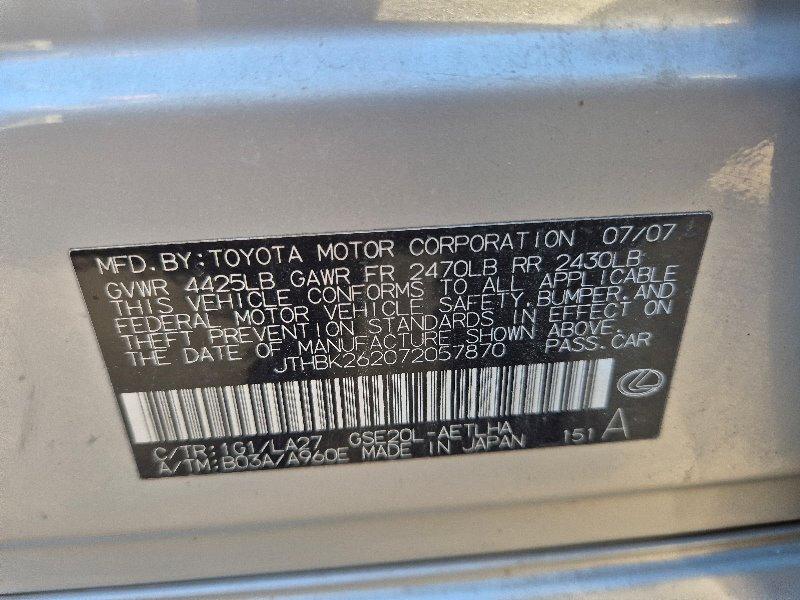 MFD. BY: TOYOTA MOTOR CORPORATION 07/07
GVWR 4425LB GAWR FR 2470LB RR 2430LB
THIS VEHICLE CONFORMS TO ALL APPLICABLE
FEDERAL MOTOR VEHICLE SAFETY, BUMPER, AND
THEFT PREVENTION STANDARDS IN EFFECT ON
THE DATE OF MANUFACTURE SHOWN ABOVE.
JTHBK262072057870 PASS. CAR
C/TR: 1G1/LA27 GSE20L-AETLHA
A/TM: B03A/A960E MADE IN JAPAN 151 A